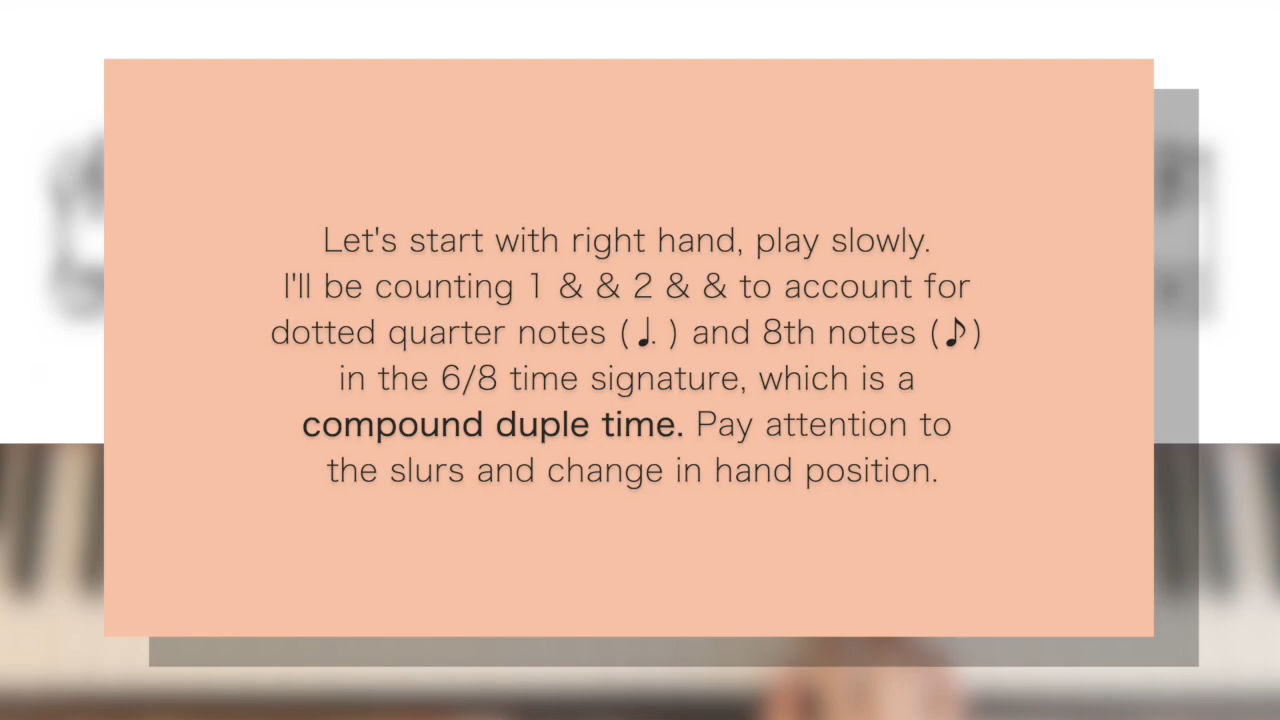 Let's start with right hand, play slowly.
I'll be counting 1 & & 2 & & to account for
dotted quarter notes (♩. ) and 8th notes (♪)
in the 6/8 time signature, which is a
compound duple time. Pay attention to
the slurs and change in hand position.